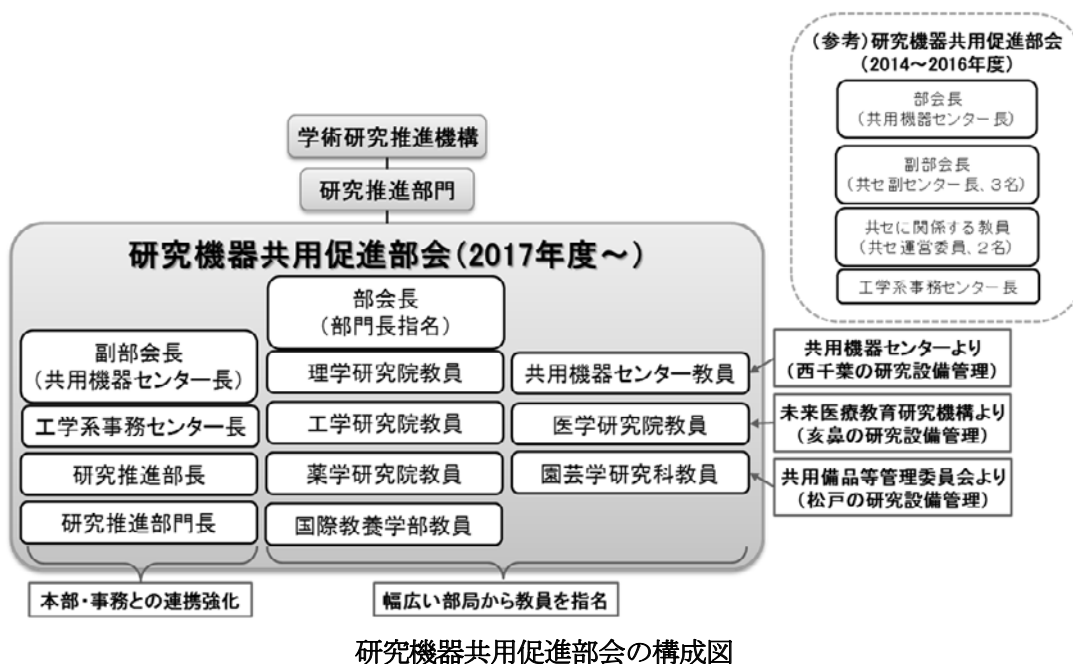 (参考)研究機器共用促進部会
(2014~2016年度)
部会長
(共用機器センター長)
副部会長
(共セ副センター長、3名)
共セに関係する教員
(共セ運営委員、2名)
工学系事務センター長
学術研究推進機構
研究推進部門
研究機器共用促進部会(2017年度~)
部会長
(部門長指名)
副部会長
(共用機器センター長)
工学系事務センター長
研究推進部長
研究推進部門長
理学研究院教員
工学研究院教員
薬学研究院教員
国際教養学部教員
共用機器センター教員
医学研究院教員
園芸学研究科教員
共用機器センターより
(西千葉の研究設備管理)
未来医療教育研究機構より
(亥鼻の研究設備管理)
共用備品等管理委員会より
(松戸の研究設備管理)
本部・事務との連携強化
幅広い部局から教員を指名
研究機器共用促進部会の構成図